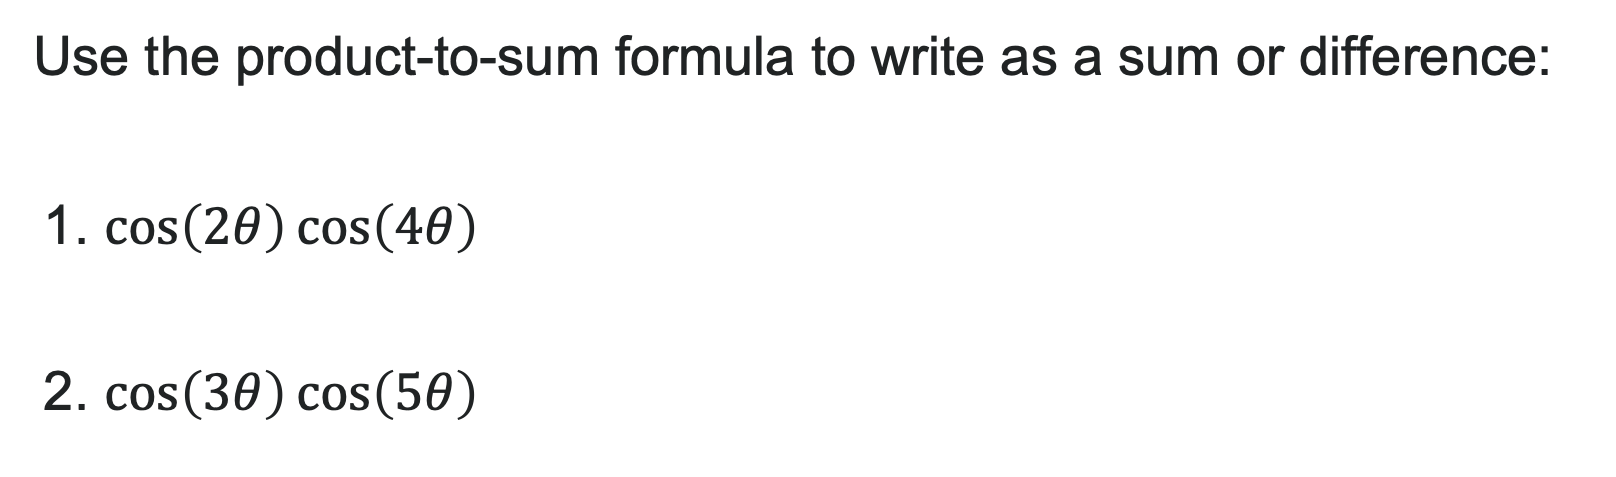 Use the product-to-sum formula to write as a sum or difference:
1. cos(2θ) cos(4θ)
2. cos(3θ) cos(5θ)